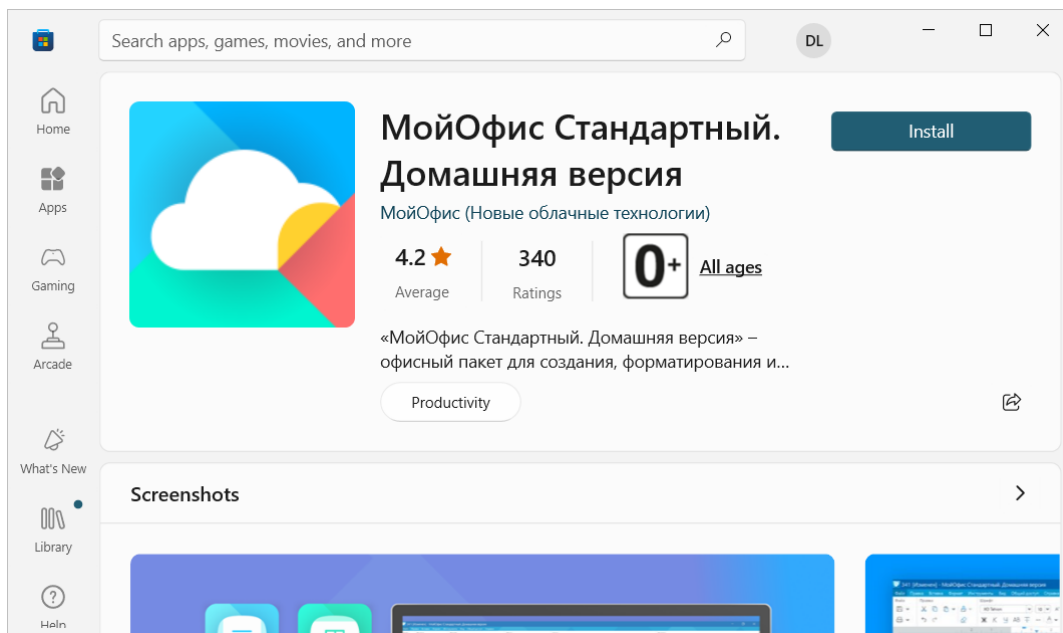 Search apps, games, movies, and more
DL
Home
Apps
Gaming
Arcade
What's New
Library
Help
МойОфис Стандартный.
Домашняя версия
Install
МойОфис (Новые облачные технологии)
4.2
Average
340
Ratings
0+
All ages
«МойОфис Стандартный. Домашняя версия» –
офисный пакет для создания, форматирования и...
Productivity
Screenshots